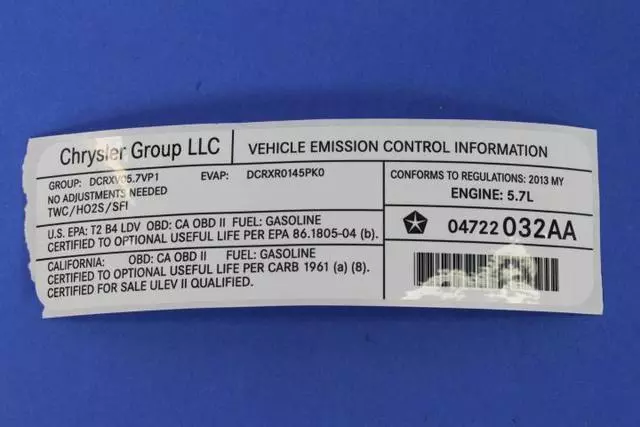 Chrysler Group LLC
VEHICLE EMISSION CONTROL INFORMATION
GROUP: DCRXV05.7VP1 EVAP: DCRXR0145PK0
NO ADJUSTMENTS NEEDED
TWC/HO2S/SFI
U.S. EPA: T2 B4 LDV OBD: CA OBD II FUEL: GASOLINE
CERTIFIED TO OPTIONAL USEFUL LIFE PER EPA 86.1805-04 (b).
CALIFORNIA: OBD: CA OBD II FUEL: GASOLINE
CERTIFIED TO OPTIONAL USEFUL LIFE PER CARB 1961 (a) (8).
CERTIFIED FOR SALE ULEV II QUALIFIED.
CONFORMS TO REGULATIONS: 2013 MY
ENGINE: 5.7L
04722 032AA